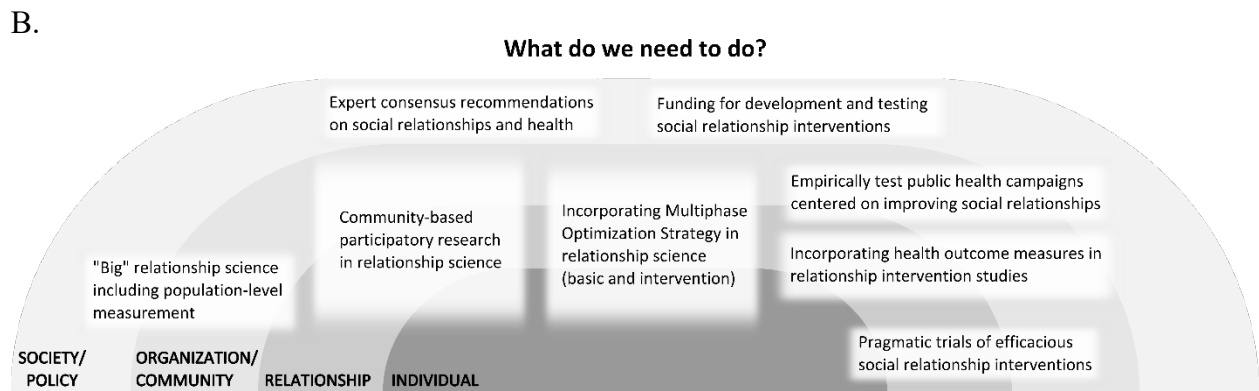 B.
What do we need to do?
Expert consensus recommendations
on social relationships and health
Funding for development and testing
social relationship interventions
Community-based
participatory research
in relationship science
Incorporating Multiphase
Optimization Strategy in
relationship science
(basic and intervention)
Empirically test public health campaigns
centered on improving social relationships
Incorporating health outcome measures in
relationship intervention studies
"Big" relationship science
including population-level
measurement
Pragmatic trials of efficacious
social relationship interventions
SOCIETY/
POLICY
ORGANIZATION/
COMMUNITY
RELATIONSHIP
INDIVIDUAL